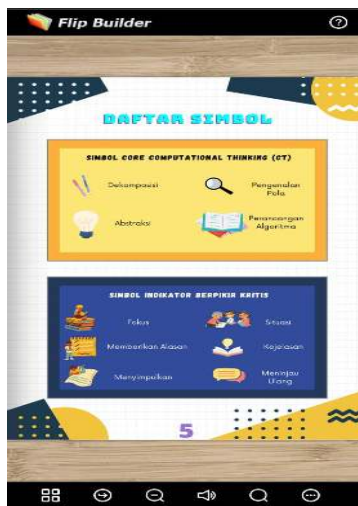 Flip Builder
DAFTAR SIMBOL
SIMBOL CORE COMPUTATIONAL THINKING (CT)
Dekomposisi
Pengenalan
Pola
Abstraksi
Perancangan
Algoritma
SIMBOL INDIKATOR BERPIKIR KRITIS
Fokus
Situasi
Memberikan Alasan
Kejelasan
Menyimpulkan
Meninjau
Ulang
5